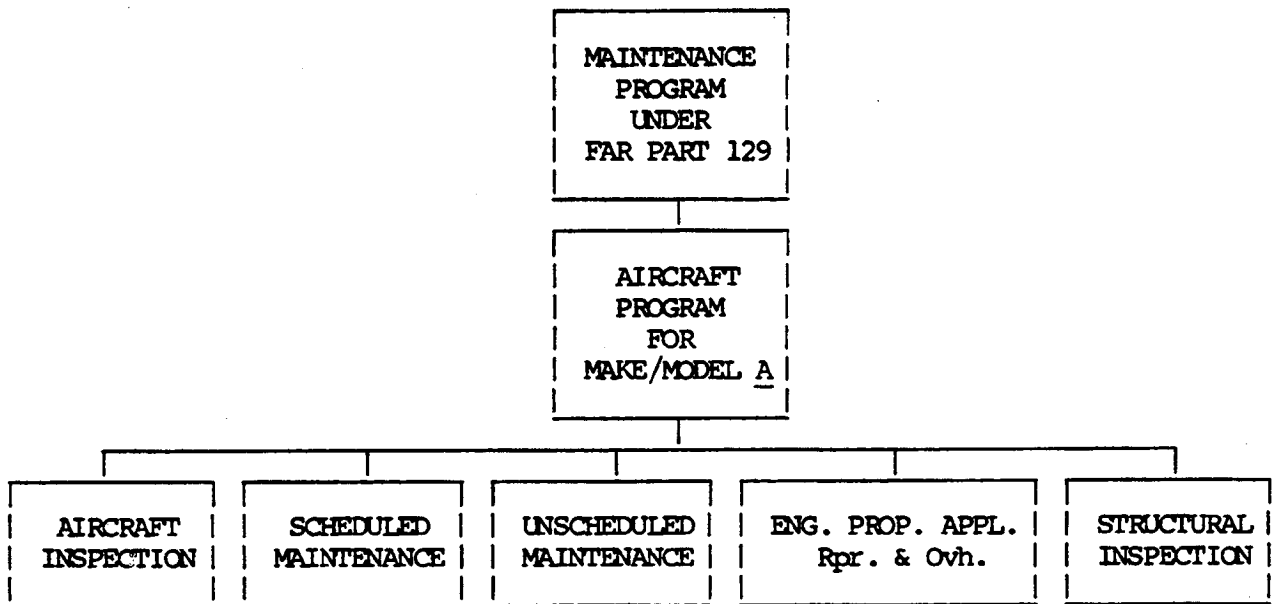 MAINTENANCE
PROGRAM
UNDER
FAR PART 129
AIRCRAFT
PROGRAM
FOR
MAKE/MODEL A
AIRCRAFT
INSPECTION
SCHEDULED
MAINTENANCE
UNSCHEDULED
MAINTENANCE
ENG. PROP. APPL.
Rpr. & Ovh.
STRUCTURAL
INSPECTION